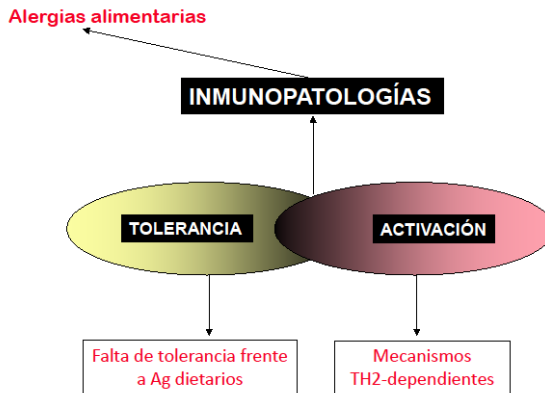 Alergias alimentarias
INMUNOPATOLOGÍAS
TOLERANCIA
ACTIVACIÓN
Falta de tolerancia frente
a Ag dietarios
Mecanismos
TH2-dependientes